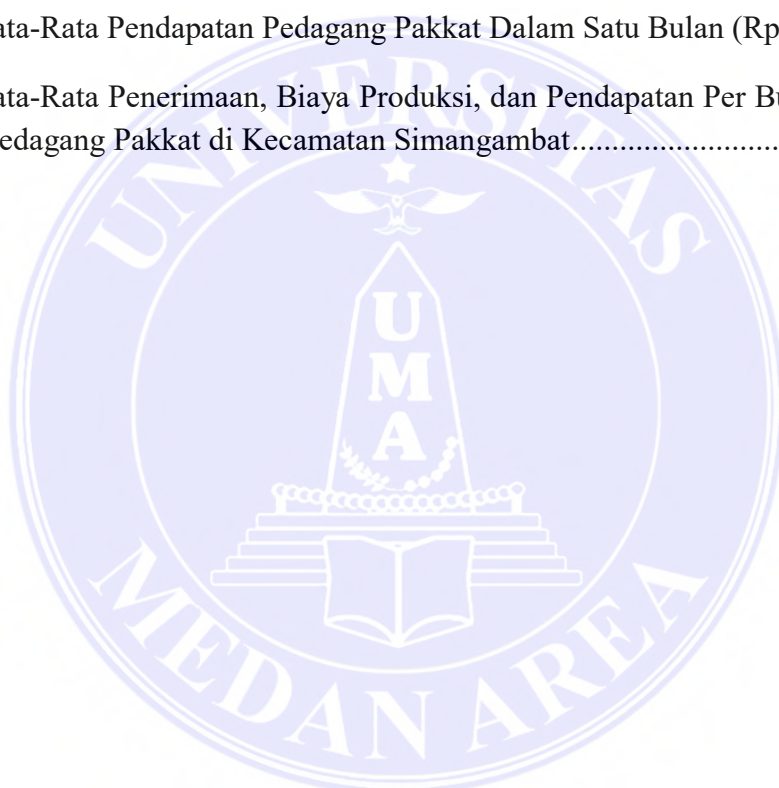 ata-Rata Pendapatan Pedagang Pakkat Dalam Satu Bulan (Rp
ata-Rata Penerimaan, Biaya Produksi, dan Pendapatan Per Bu
edagang Pakkat di Kecamatan Simangambat..........................
UNIVERSITAS
U
M
A
MEDAN AREA